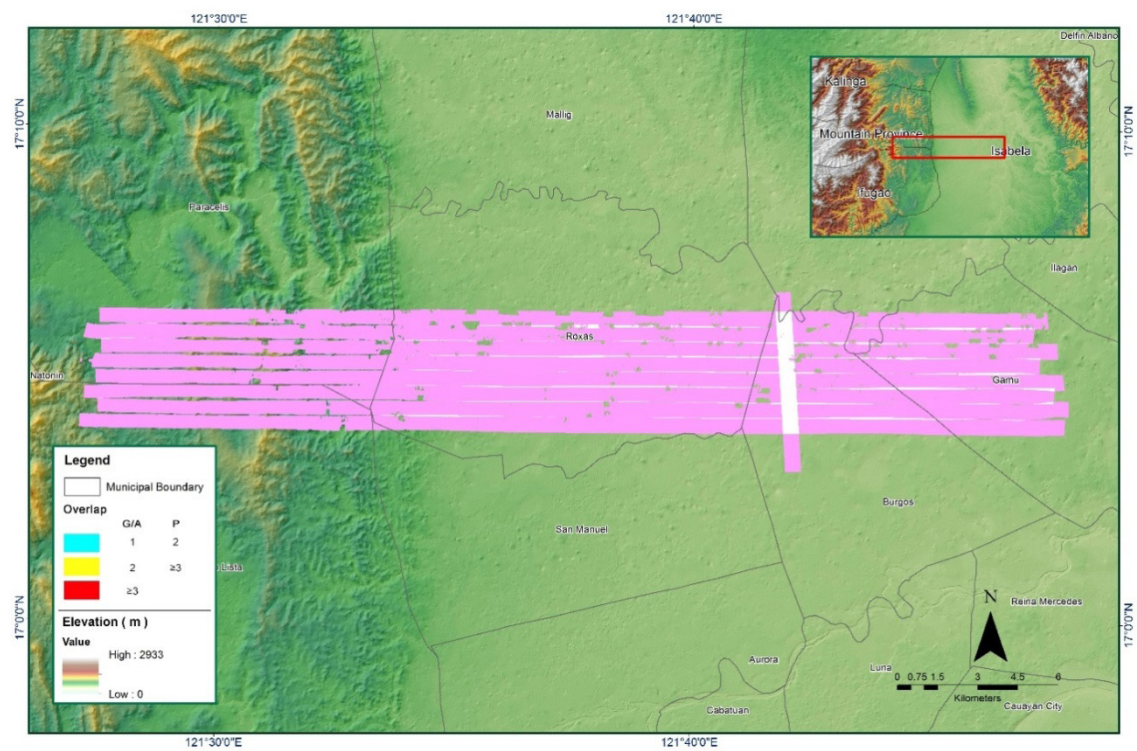 121°30'0"E
121°40'0"E
Delfin Albano
17°10'0"N
17°10'0"N
Mallig
Kalinga
Mountain Province
Isabela
Ifugao
Paracelis
Ilagan
Roxas
Natonin
Gamu
Burgos
San Manuel
Legend
Municipal Boundary
Overlap
G/A P
1 2
2 ≥3
≥3
Elevation ( m )
Value
High : 2933
Low : 0
Lista
N
Reina Mercedes
Aurora
Luna
Cabatuan
0 0.75 1.5 3 4.5 6
Kilometers
Cauayan City
17°0'0"N
17°0'0"N
121°30'0"E
121°40'0"E